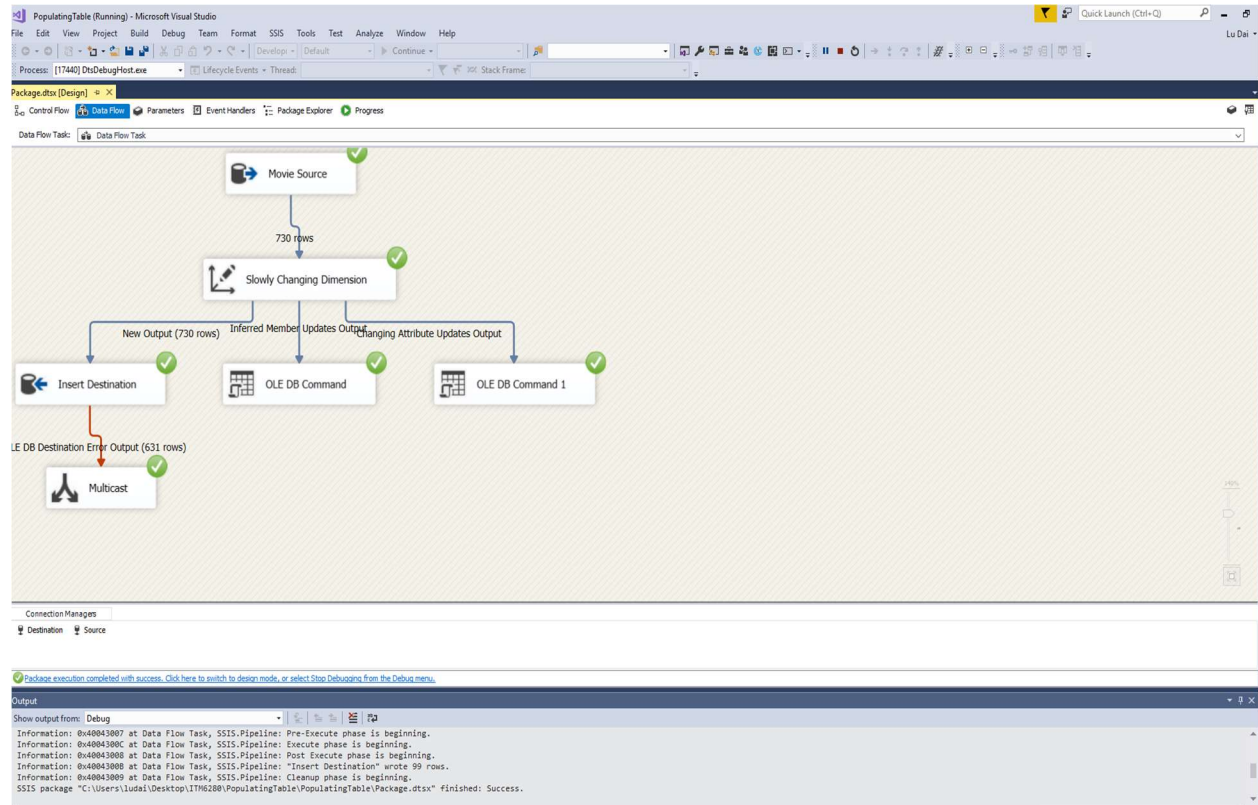 PopulatingTable (Running) - Microsoft Visual Studio
Quick Launch (Ctrl+Q)
File Edit View Project Build Debug Team Format SSIS Tools Test Analyze Window Help
Lu Dai
Develop Default Continue
Process: [17440] DtsDebugHost.exe Lifecycle Events Thread: Stack Frame:
Package.dtsx [Design]
Control Flow Data Flow Parameters Event Handlers Package Explorer Progress
Data Flow Task: Data Flow Task
Movie Source
730 rows
Slowly Changing Dimension
New Output (730 rows) Inferred Member Updates Output Changing Attribute Updates Output
Insert Destination OLE DB Command OLE DB Command 1
LE DB Destination Error Output (631 rows)
Multicast
Connection Managers
Destination Source
Package execution completed with success. Click here to switch to design mode, or select Stop Debugging from the Debug menu.
Output
Show output from: Debug
Information: 0x40043007 at Data Flow Task, SSIS.Pipeline: Pre-Execute phase is beginning.
Information: 0x4004300C at Data Flow Task, SSIS.Pipeline: Execute phase is beginning.
Information: 0x40043008 at Data Flow Task, SSIS.Pipeline: Post Execute phase is beginning.
Information: 0x4004300B at Data Flow Task, SSIS.Pipeline: "Insert Destination" wrote 99 rows.
Information: 0x40043009 at Data Flow Task, SSIS.Pipeline: Cleanup phase is beginning.
SSIS package "C:\Users\ludai\Desktop\ITM6280\PopulatingTable\PopulatingTable\Package.dtsx" finished: Success.